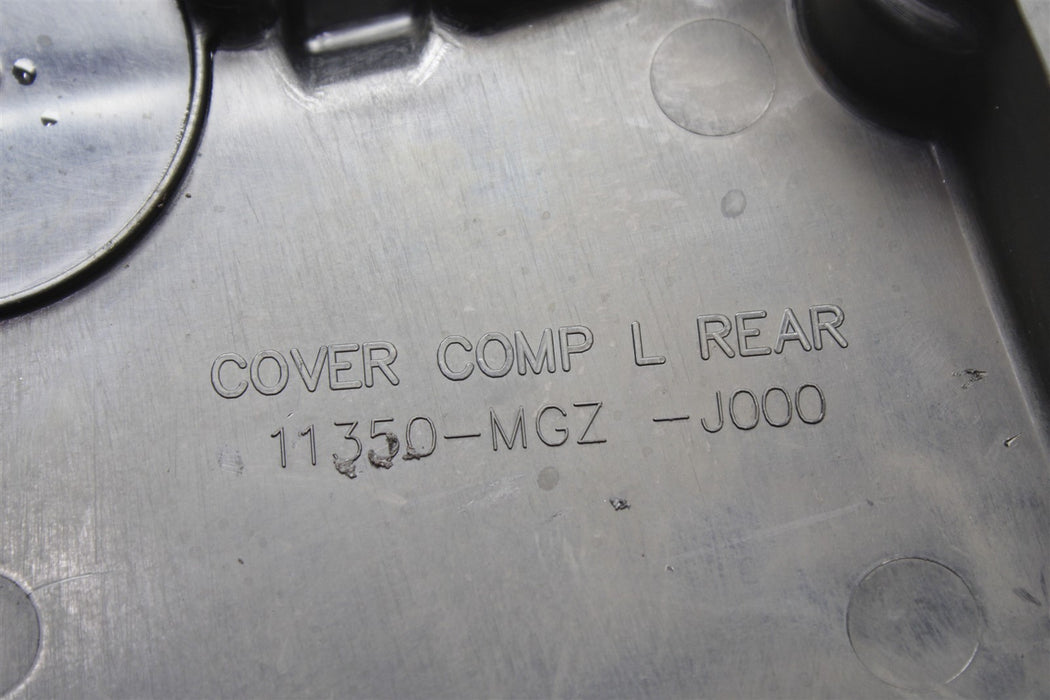 COVER COMP L REAR
11350-MGZ -J000